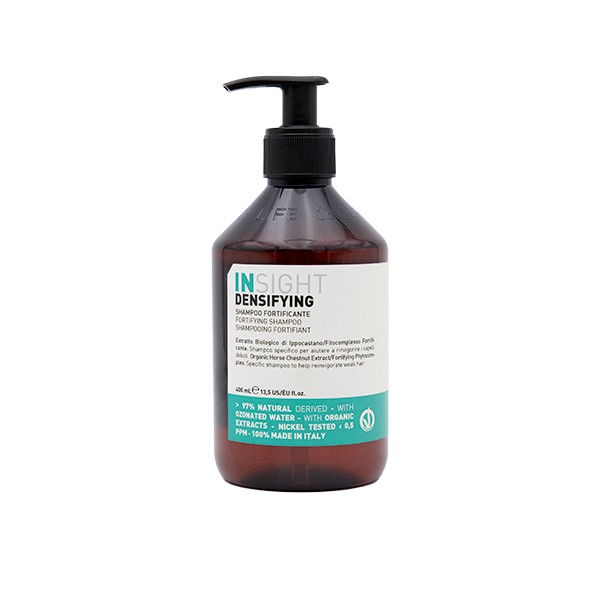 INSIGHT
DENSIFYING
SHAMPOO FORTIFICANTE
FORTIFYING SHAMPOO
SHAMPOOING FORTIFIANT
Estratto Biologico di Ippocastano/Fitocomplesso Fortifi-
cante. Shampoo specifico per aiutare a rinvigorire i capelli
deboli. Organic Horse Chestnut Extract/Fortifying Phytocom-
plex. Specific shampoo to help reinvigorate weak hair
400 mL ℮ 13,5 US/ÉU fl.oz.
> 97% NATURAL DERIVED - WITH
OZONATED WATER - WITH ORGANIC
EXTRACTS - NICKEL TESTED < 0,5
PPM - 100% MADE IN ITALY